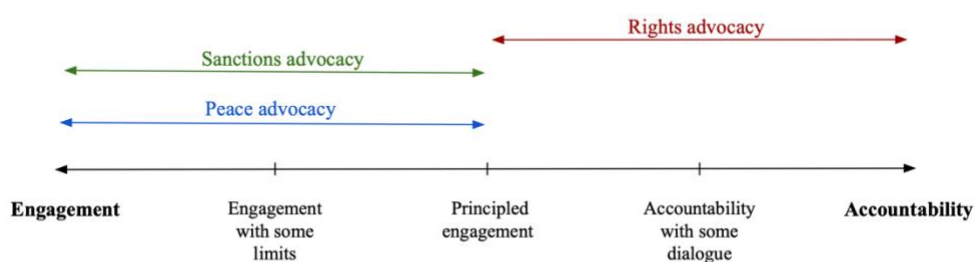 Rights advocacy
Sanctions advocacy
Peace advocacy
Engagement
Engagement
with some
limits
Principled
engagement
Accountability
with some
dialogue
Accountability